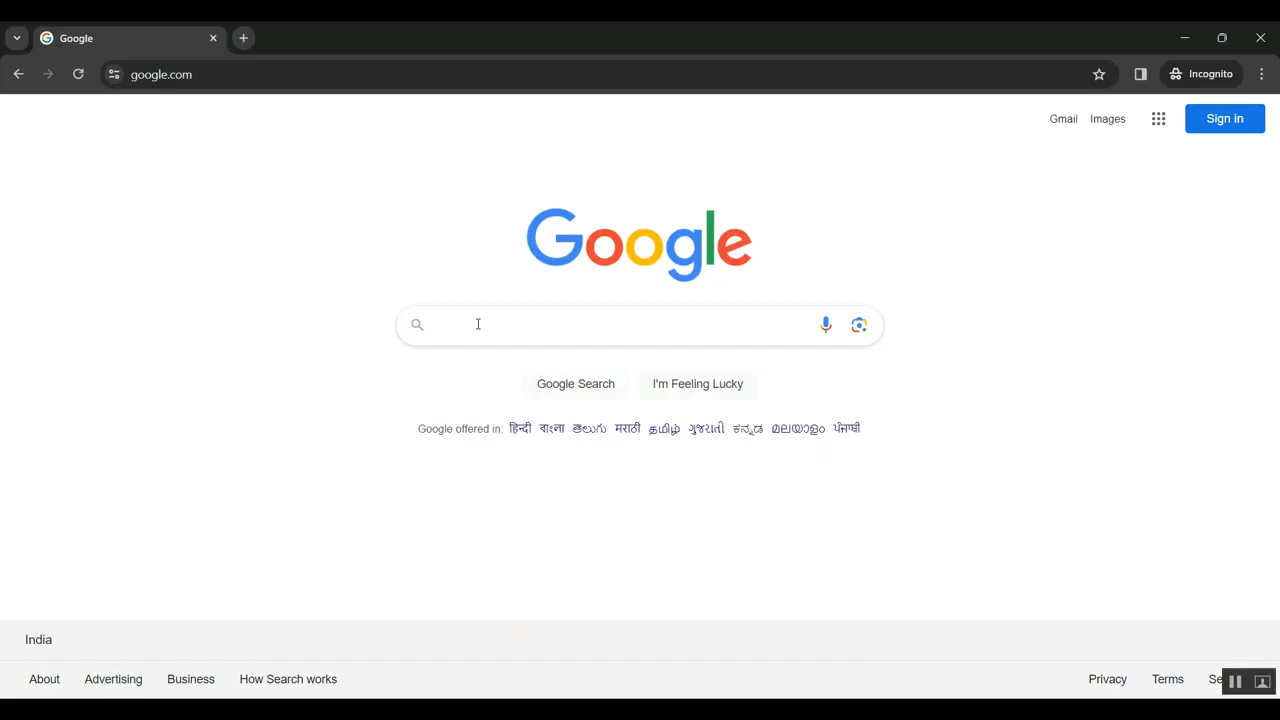 Google
google.com
Incognito
Gmail Images Sign in
Google
Google Search I'm Feeling Lucky
Google offered in: हिन्दी বাংলা తెలుగు मराठी தமிழ் ગુજરાતી ಕನ್ನಡ മലയാളം ਪੰਜਾਬੀ
India
About Advertising Business How Search works Privacy Terms Se